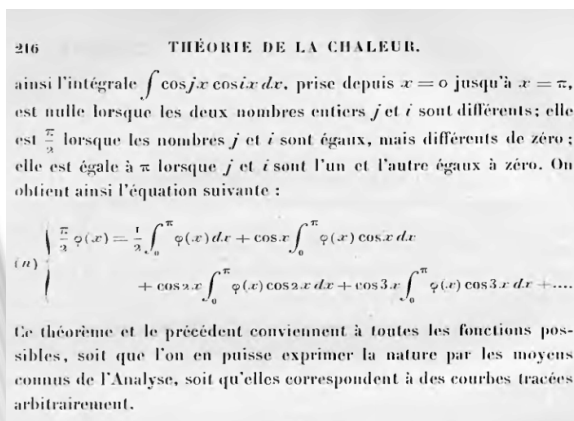 216 THÉORIE DE LA CHALEUR.
ainsi l'intégrale ∫ cos jx cos ix dx, prise depuis x = 0 jusqu'à x = π,
est nulle lorsque les deux nombres entiers j et i sont différents; elle
est π/2 lorsque les nombres j et i sont égaux, mais différents de zéro;
elle est égale à π lorsque j et i sont l'un et l'autre égaux à zéro. On
obtient ainsi l'équation suivante :
(n) { π/2 φ(x) = 1/2 ∫₀^π φ(x) dx + cos x ∫₀^π φ(x) cos x dx
+ cos 2x ∫₀^π φ(x) cos 2x dx + cos 3x ∫₀^π φ(x) cos 3x dx + ....
Ce théorème et le précédent conviennent à toutes les fonctions pos-
sibles, soit que l'on en puisse exprimer la nature par les moyens
connus de l'Analyse, soit qu'elles correspondent à des courbes tracées
arbitrairement.